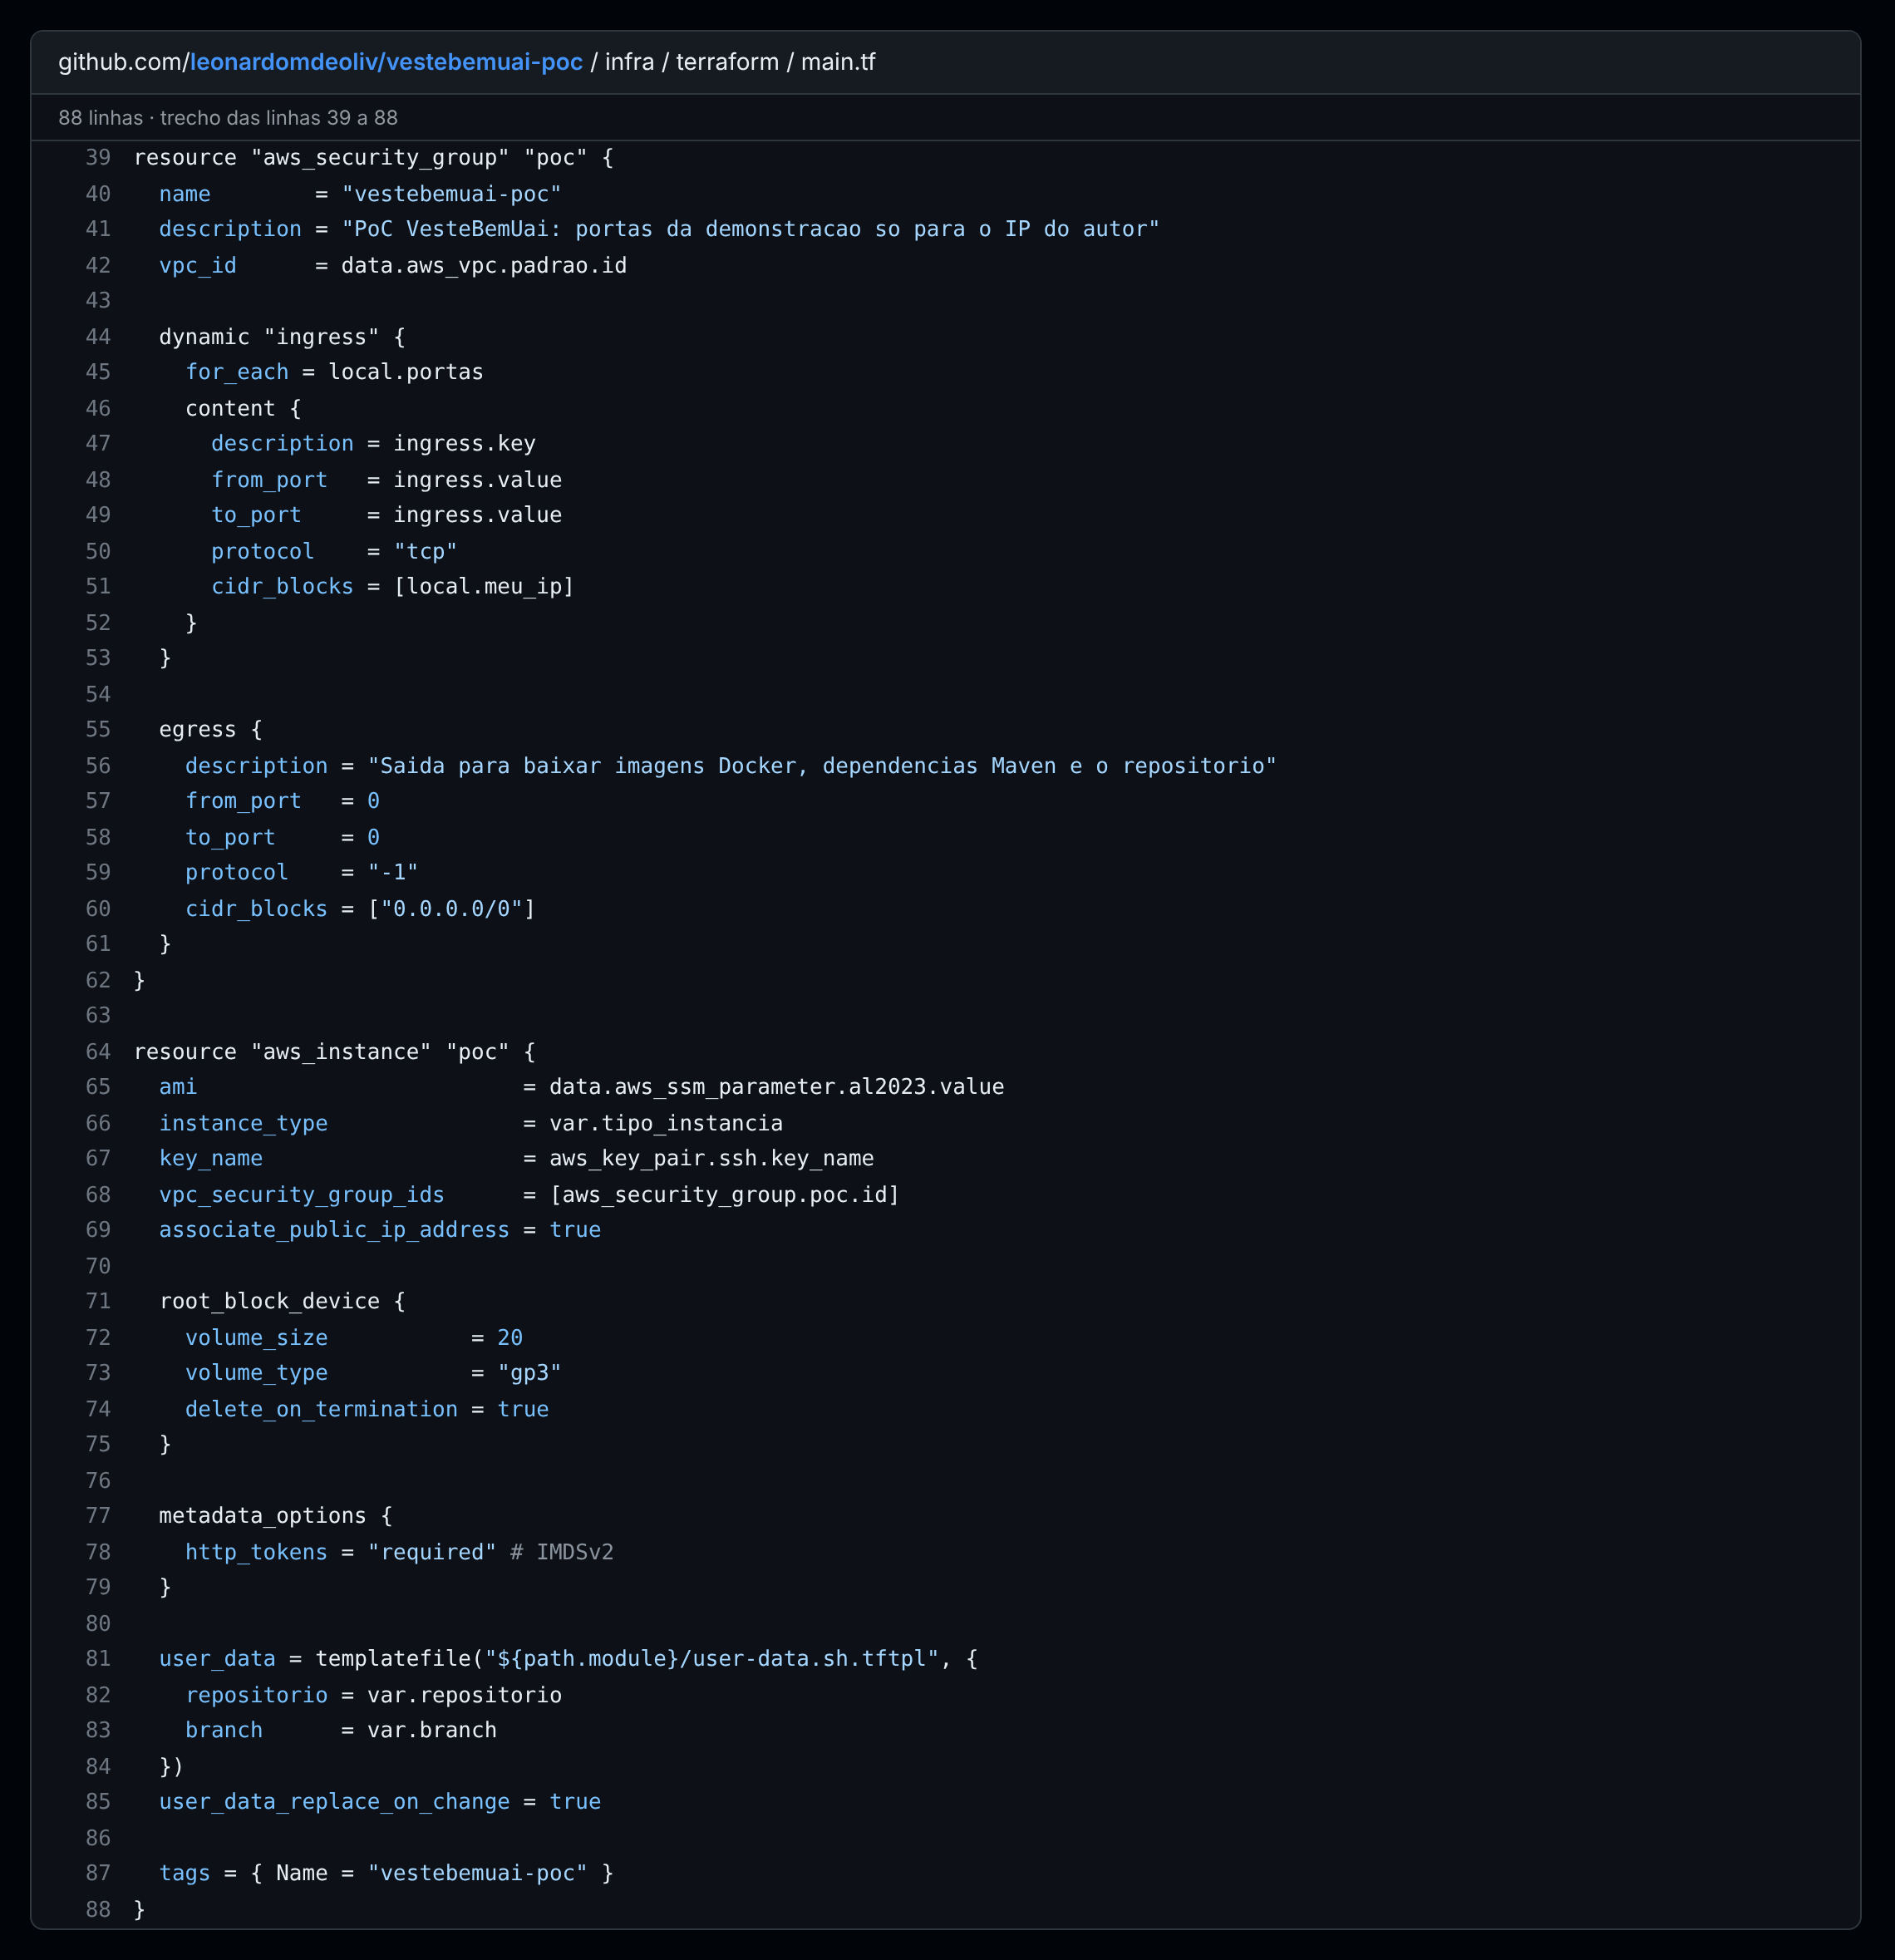 github.com/leonardomdeoliv/vestebemuai-poc / infra / terraform / main.tf
88 linhas · trecho das linhas 39 a 88
39 resource "aws_security_group" "poc" {
40   name        = "vestebemuai-poc"
41   description = "PoC VesteBemUai: portas da demonstracao so para o IP do autor"
42   vpc_id      = data.aws_vpc.padrao.id
43
44   dynamic "ingress" {
45     for_each = local.portas
46     content {
47       description = ingress.key
48       from_port   = ingress.value
49       to_port     = ingress.value
50       protocol    = "tcp"
51       cidr_blocks = [local.meu_ip]
52     }
53   }
54
55   egress {
56     description = "Saida para baixar imagens Docker, dependencias Maven e o repositorio"
57     from_port   = 0
58     to_port     = 0
59     protocol    = "-1"
60     cidr_blocks = ["0.0.0.0/0"]
61   }
62 }
63
64 resource "aws_instance" "poc" {
65   ami                         = data.aws_ssm_parameter.al2023.value
66   instance_type               = var.tipo_instancia
67   key_name                    = aws_key_pair.ssh.key_name
68   vpc_security_group_ids      = [aws_security_group.poc.id]
69   associate_public_ip_address = true
70
71   root_block_device {
72     volume_size           = 20
73     volume_type           = "gp3"
74     delete_on_termination = true
75   }
76
77   metadata_options {
78     http_tokens = "required" # IMDSv2
79   }
80
81   user_data = templatefile("${path.module}/user-data.sh.tftpl", {
82     repositorio = var.repositorio
83     branch      = var.branch
84   })
85   user_data_replace_on_change = true
86
87   tags = { Name = "vestebemuai-poc" }
88 }